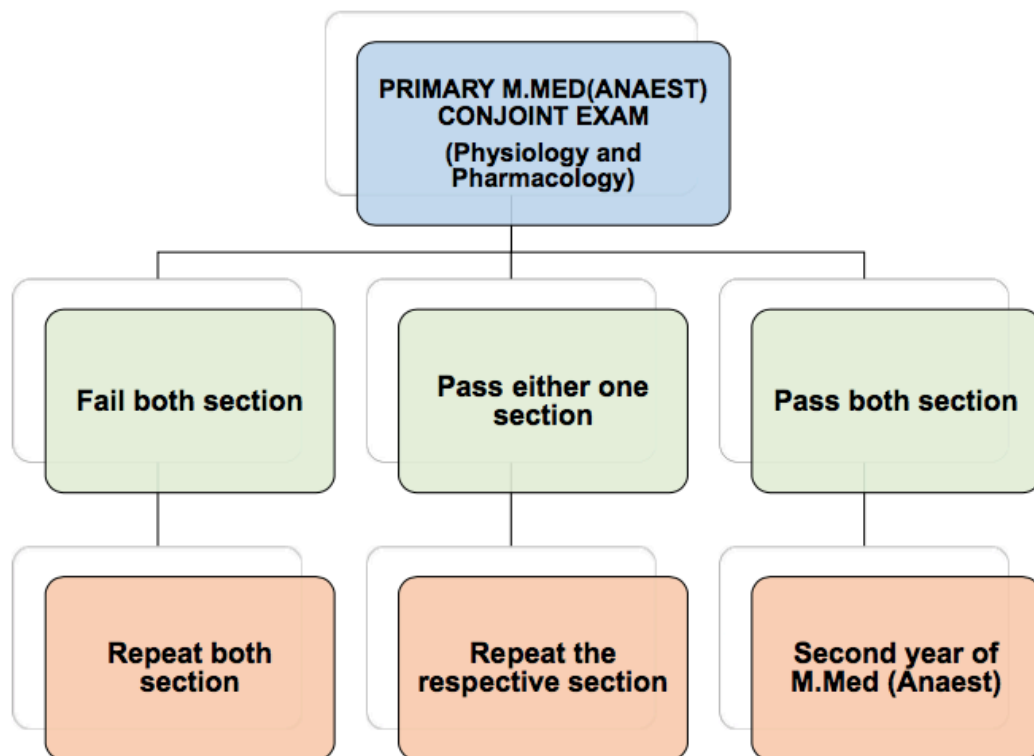 PRIMARY M.MED(ANAEST)
CONJOINT EXAM
(Physiology and
Pharmacology)
Fail both section
Pass either one
section
Pass both section
Repeat both
section
Repeat the
respective section
Second year of
M.Med (Anaest)